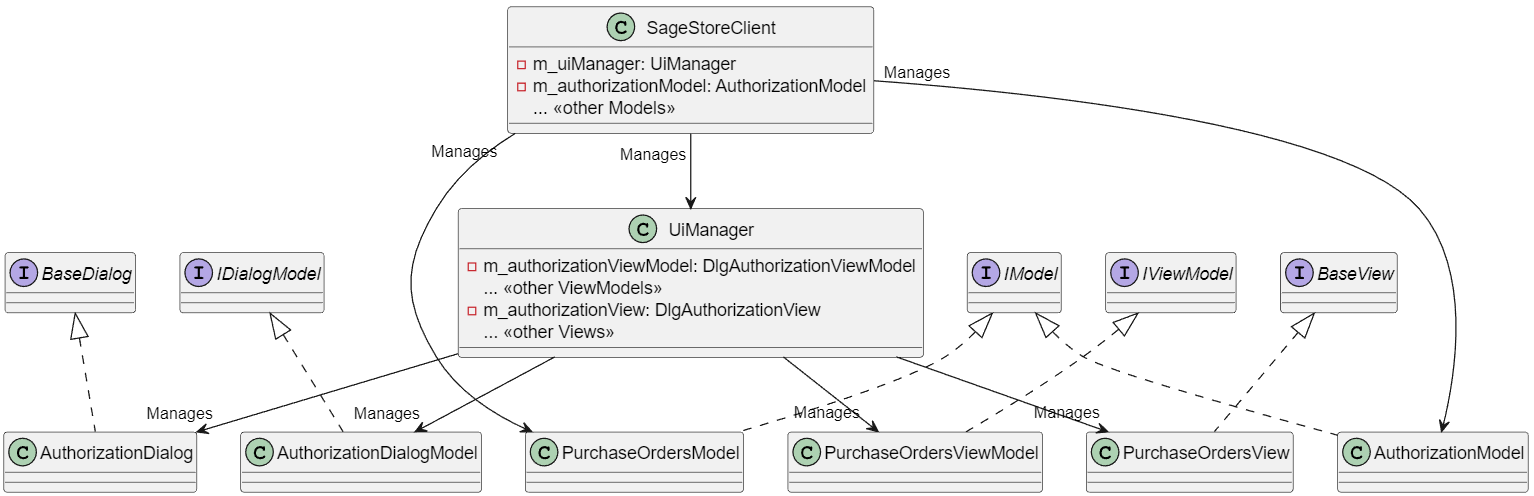 C SageStoreClient
m_uiManager: UiManager
m_authorizationModel: AuthorizationModel
... «other Models»
Manages
Manages
Manages
C UiManager
m_authorizationViewModel: DlgAuthorizationViewModel
... «other ViewModels»
m_authorizationView: DlgAuthorizationView
... «other Views»
I BaseDialog
I IDialogModel
I IModel
I IViewModel
I BaseView
Manages
Manages
Manages
Manages
C AuthorizationDialog
C AuthorizationDialogModel
C PurchaseOrdersModel
C PurchaseOrdersViewModel
C PurchaseOrdersView
C AuthorizationModel